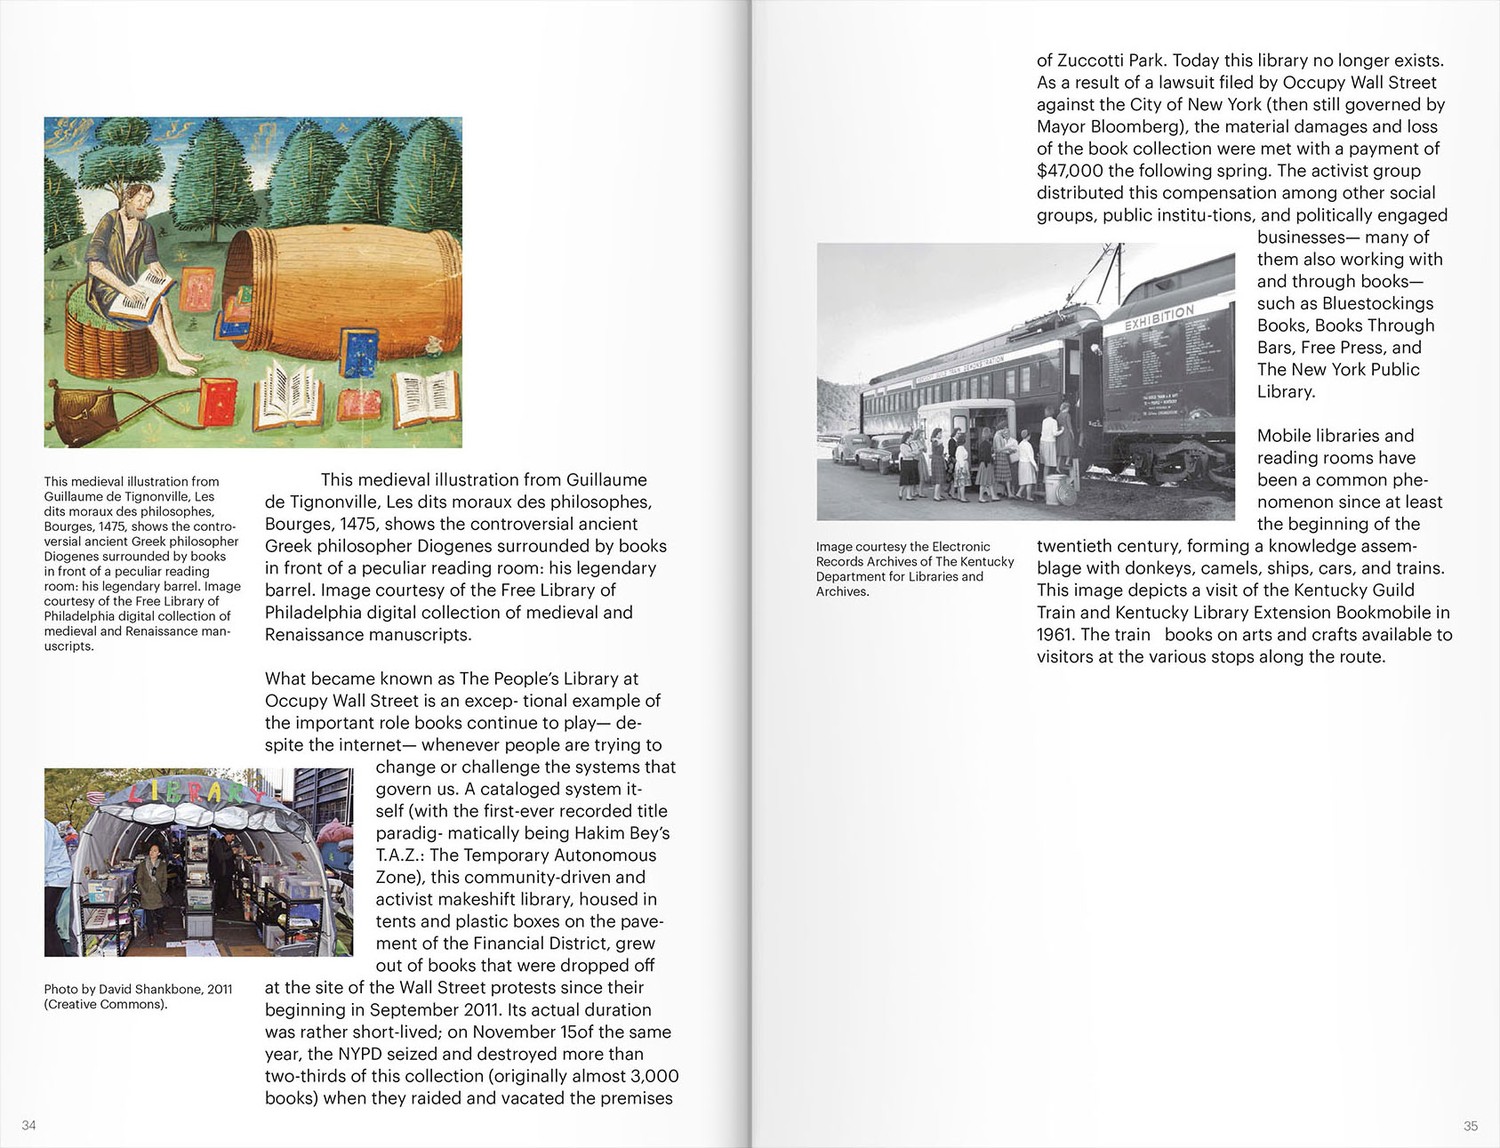 This medieval illustration from
Guillaume de Tignonville, Les
dits moraux des philosophes,
Bourges, 1475, shows the contro-
versial ancient Greek philosopher
Diogenes surrounded by books
in front of a peculiar reading
room: his legendary barrel. Image
courtesy of the Free Library of
Philadelphia digital collection of
medieval and Renaissance man-
uscripts.
This medieval illustration from Guillaume
de Tignonville, Les dits moraux des philosophes,
Bourges, 1475, shows the controversial ancient
Greek philosopher Diogenes surrounded by books
in front of a peculiar reading room: his legendary
barrel. Image courtesy of the Free Library of
Philadelphia digital collection of medieval and
Renaissance manuscripts.
What became known as The People’s Library at
Occupy Wall Street is an excep- tional example of
the important role books continue to play— de-
spite the internet— whenever people are trying to
change or challenge the systems that
govern us. A cataloged system it-
self (with the first-ever recorded title
paradig- matically being Hakim Bey’s
T.A.Z.: The Temporary Autonomous
Zone), this community-driven and
activist makeshift library, housed in
tents and plastic boxes on the pave-
ment of the Financial District, grew
out of books that were dropped off
at the site of the Wall Street protests since their
beginning in September 2011. Its actual duration
was rather short-lived; on November 15of the same
year, the NYPD seized and destroyed more than
two-thirds of this collection (originally almost 3,000
books) when they raided and vacated the premises
LIBRARY
Photo by David Shankbone, 2011
(Creative Commons).
34
of Zuccotti Park. Today this library no longer exists.
As a result of a lawsuit filed by Occupy Wall Street
against the City of New York (then still governed by
Mayor Bloomberg), the material damages and loss
of the book collection were met with a payment of
$47,000 the following spring. The activist group
distributed this compensation among other social
groups, public institu-tions, and politically engaged
businesses— many of
them also working with
and through books—
such as Bluestockings
Books, Books Through
Bars, Free Press, and
The New York Public
Library.
Mobile libraries and
reading rooms have
been a common phe-
nomenon since at least
the beginning of the
twentieth century, forming a knowledge assem-
blage with donkeys, camels, ships, cars, and trains.
This image depicts a visit of the Kentucky Guild
Train and Kentucky Library Extension Bookmobile in
1961. The train books on arts and crafts available to
visitors at the various stops along the route.
EXHIBITION
GUILD TRAIN DEMONSTRATION
Image courtesy the Electronic
Records Archives of The Kentucky
Department for Libraries and
Archives.
35